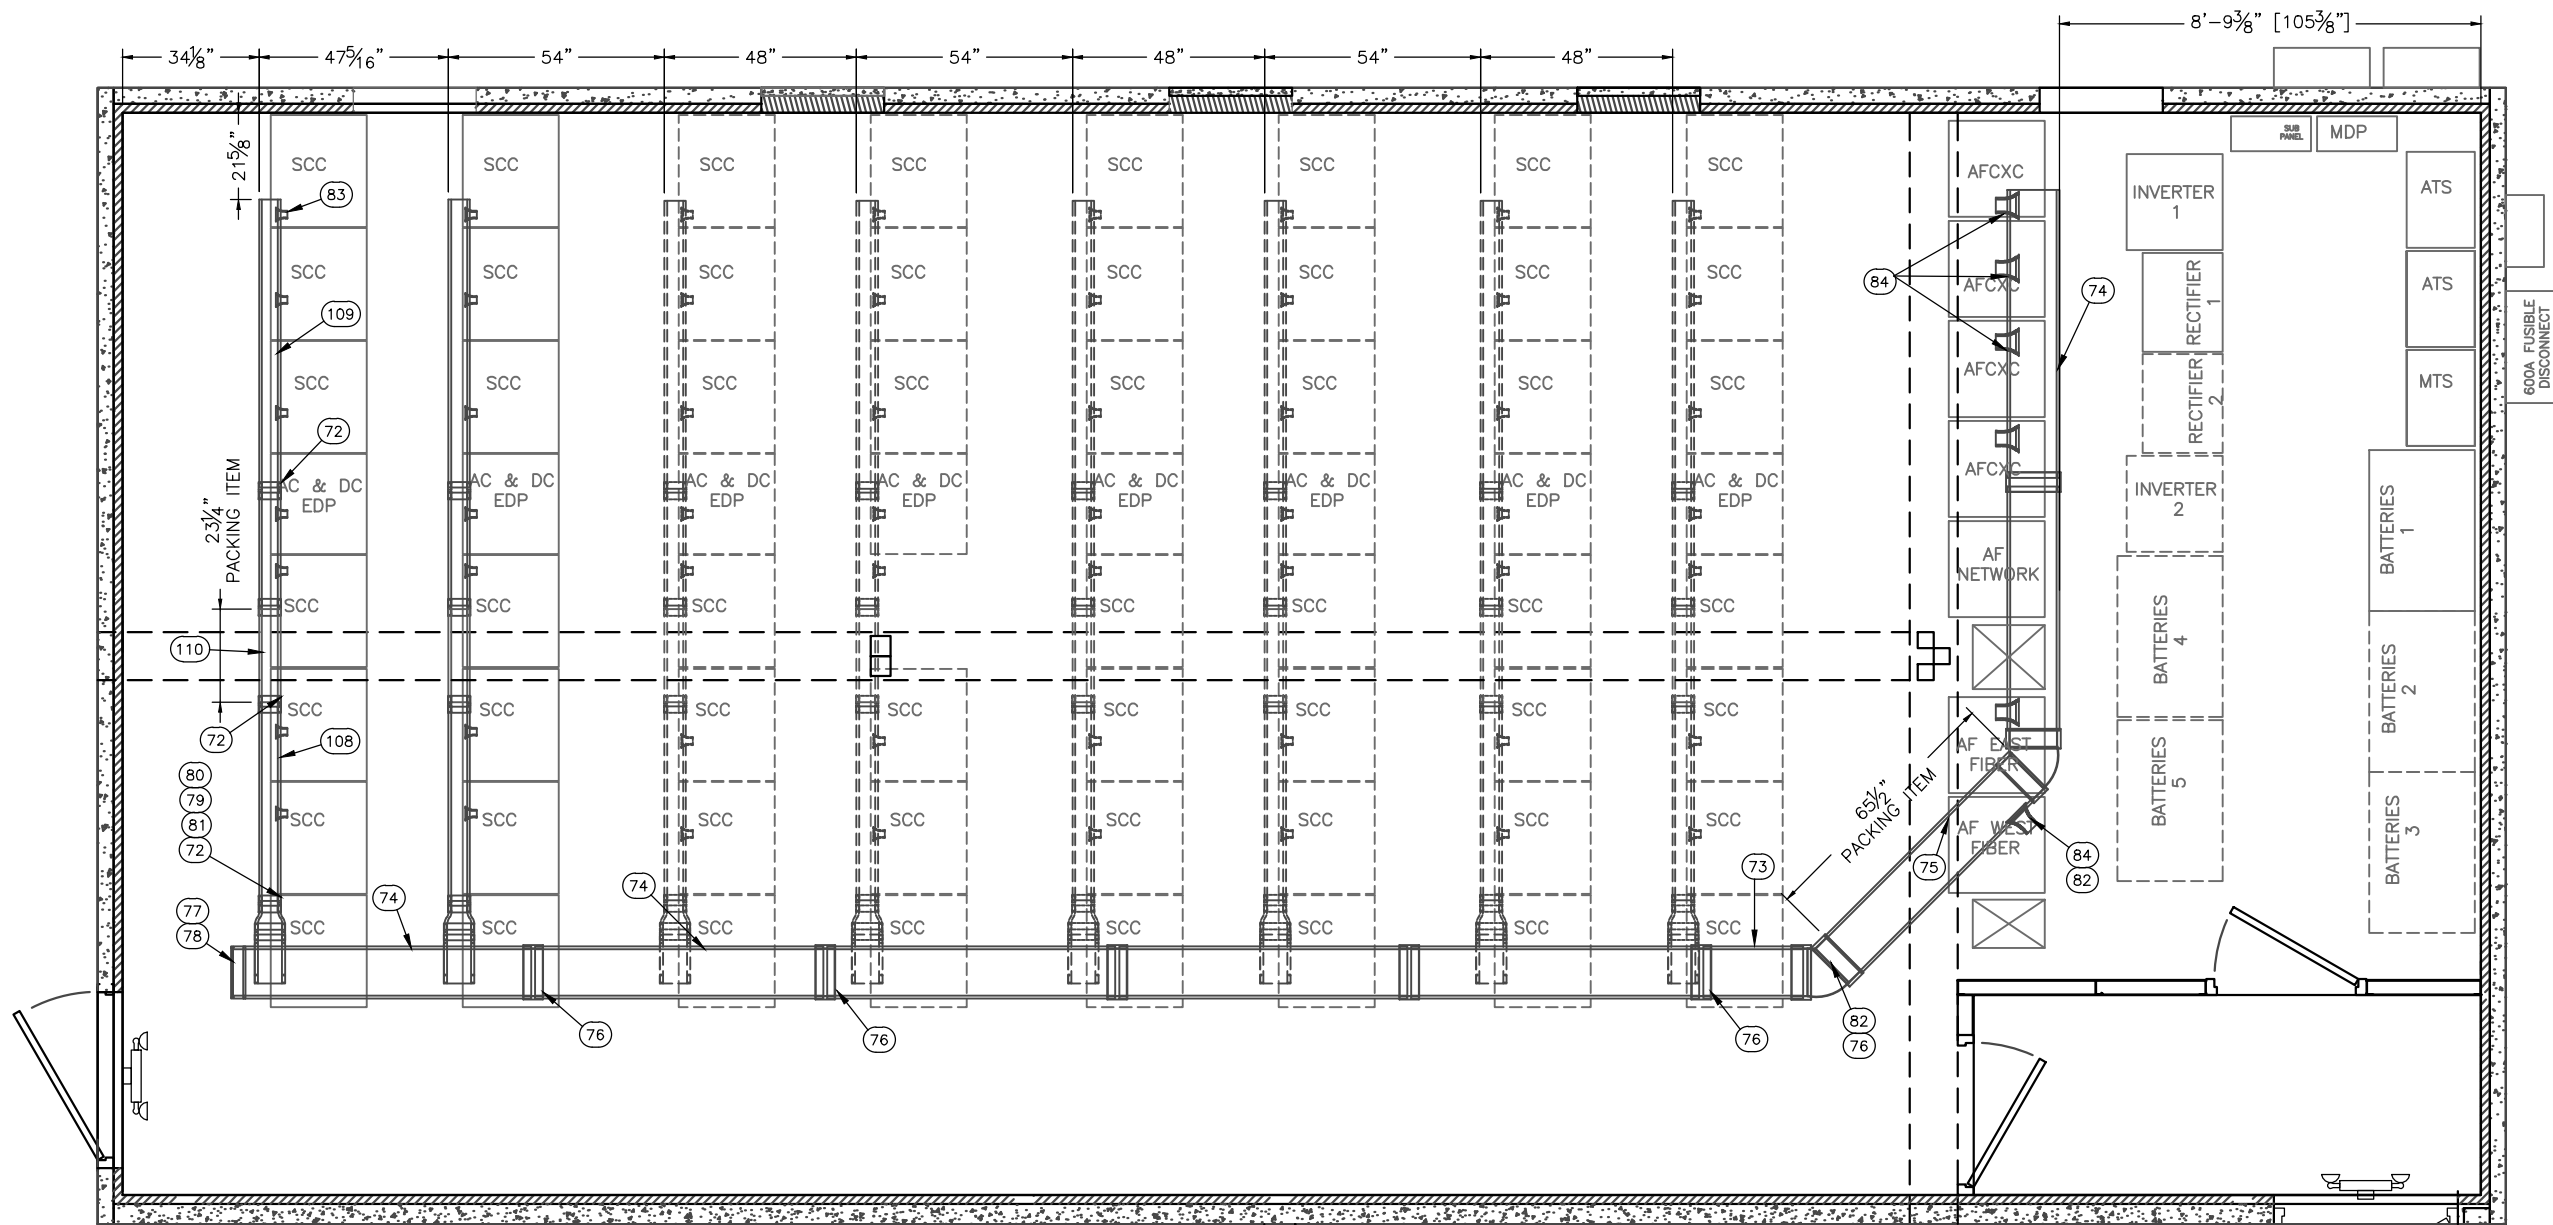 8'-9⅜" [105⅜"]
34⅛"
47 5/16"
54"
48"
54"
48"
54"
48"
21⅝"
SUB
PANEL
MDP
SCC
SCC
SCC
SCC
SCC
SCC
SCC
SCC
AFCXC
83
INVERTER
1
ATS
SCC
SCC
SCC
SCC
SCC
SCC
SCC
SCC
84
AFCXC
74
RECTIFIER
1
ATS
600A FUSIBLE
DISCONNECT
109
SCC
SCC
SCC
SCC
SCC
SCC
SCC
SCC
AFCXC
RECTIFIER
2
MTS
72
23¼"
PACKING ITEM
AC & DC
EDP
AC & DC
EDP
AC & DC
EDP
AC & DC
EDP
AC & DC
EDP
AC & DC
EDP
AC & DC
EDP
AC & DC
EDP
AFCXC
INVERTER
2
BATTERIES
1
AF
NETWORK
SCC
SCC
SCC
SCC
SCC
SCC
SCC
SCC
110
BATTERIES
4
BATTERIES
2
SCC
SCC
SCC
SCC
SCC
SCC
SCC
SCC
72
108
AF EAST
FIBER
BATTERIES
5
65½"
PACKING ITEM
80
79
81
72
SCC
SCC
SCC
SCC
SCC
SCC
SCC
SCC
AF WEST
FIBER
BATTERIES
3
73
75
84
82
74
74
77
78
SCC
SCC
SCC
SCC
SCC
SCC
SCC
SCC
76
76
76
82
76